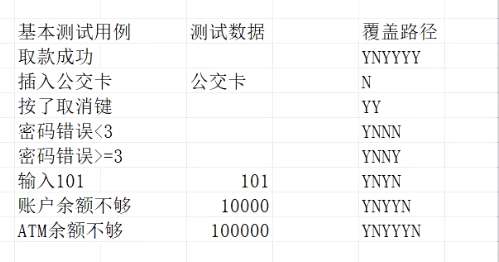 基本测试用例 测试数据 覆盖路径
取款成功 YNYYYY
插入公交卡 公交卡 N
按了取消键 YY
密码错误<3 YNNN
密码错误>=3 YNNY
输入101 101 YNYN
账户余额不够 10000 YNYYN
ATM余额不够 100000 YNYYYN